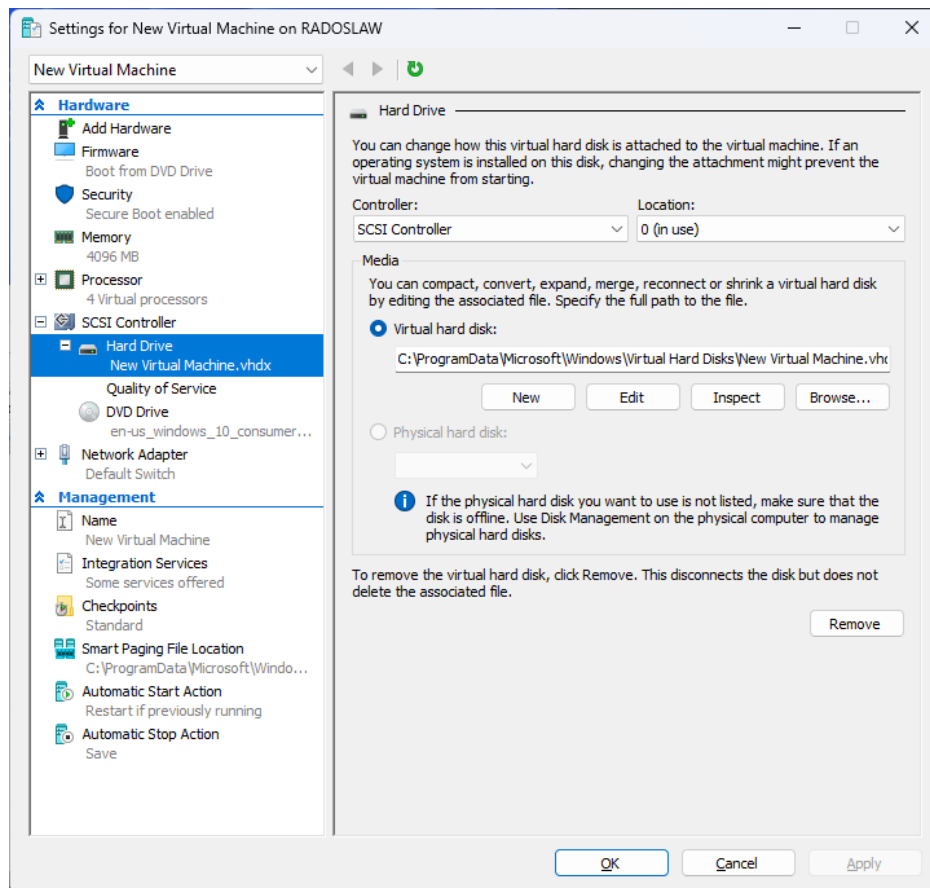 Settings for New Virtual Machine on RADOSLAW
New Virtual Machine
Hardware
Add Hardware
Firmware
Boot from DVD Drive
Security
Secure Boot enabled
Memory
4096 MB
Processor
4 Virtual processors
SCSI Controller
Hard Drive
New Virtual Machine.vhdx
Quality of Service
DVD Drive
en-us_windows_10_consumer...
Network Adapter
Default Switch
Management
Name
New Virtual Machine
Integration Services
Some services offered
Checkpoints
Standard
Smart Paging File Location
C:\ProgramData\Microsoft\Windo...
Automatic Start Action
Restart if previously running
Automatic Stop Action
Save
Hard Drive
You can change how this virtual hard disk is attached to the virtual machine. If an
operating system is installed on this disk, changing the attachment might prevent the
virtual machine from starting.
Controller: Location:
SCSI Controller 0 (in use)
Media
You can compact, convert, expand, merge, reconnect or shrink a virtual hard disk
by editing the associated file. Specify the full path to the file.
Virtual hard disk:
C:\ProgramData\Microsoft\Windows\Virtual Hard Disks\New Virtual Machine.vhd
New Edit Inspect Browse...
Physical hard disk:
If the physical hard disk you want to use is not listed, make sure that the
disk is offline. Use Disk Management on the physical computer to manage
physical hard disks.
To remove the virtual hard disk, click Remove. This disconnects the disk but does not
delete the associated file.
Remove
OK Cancel Apply